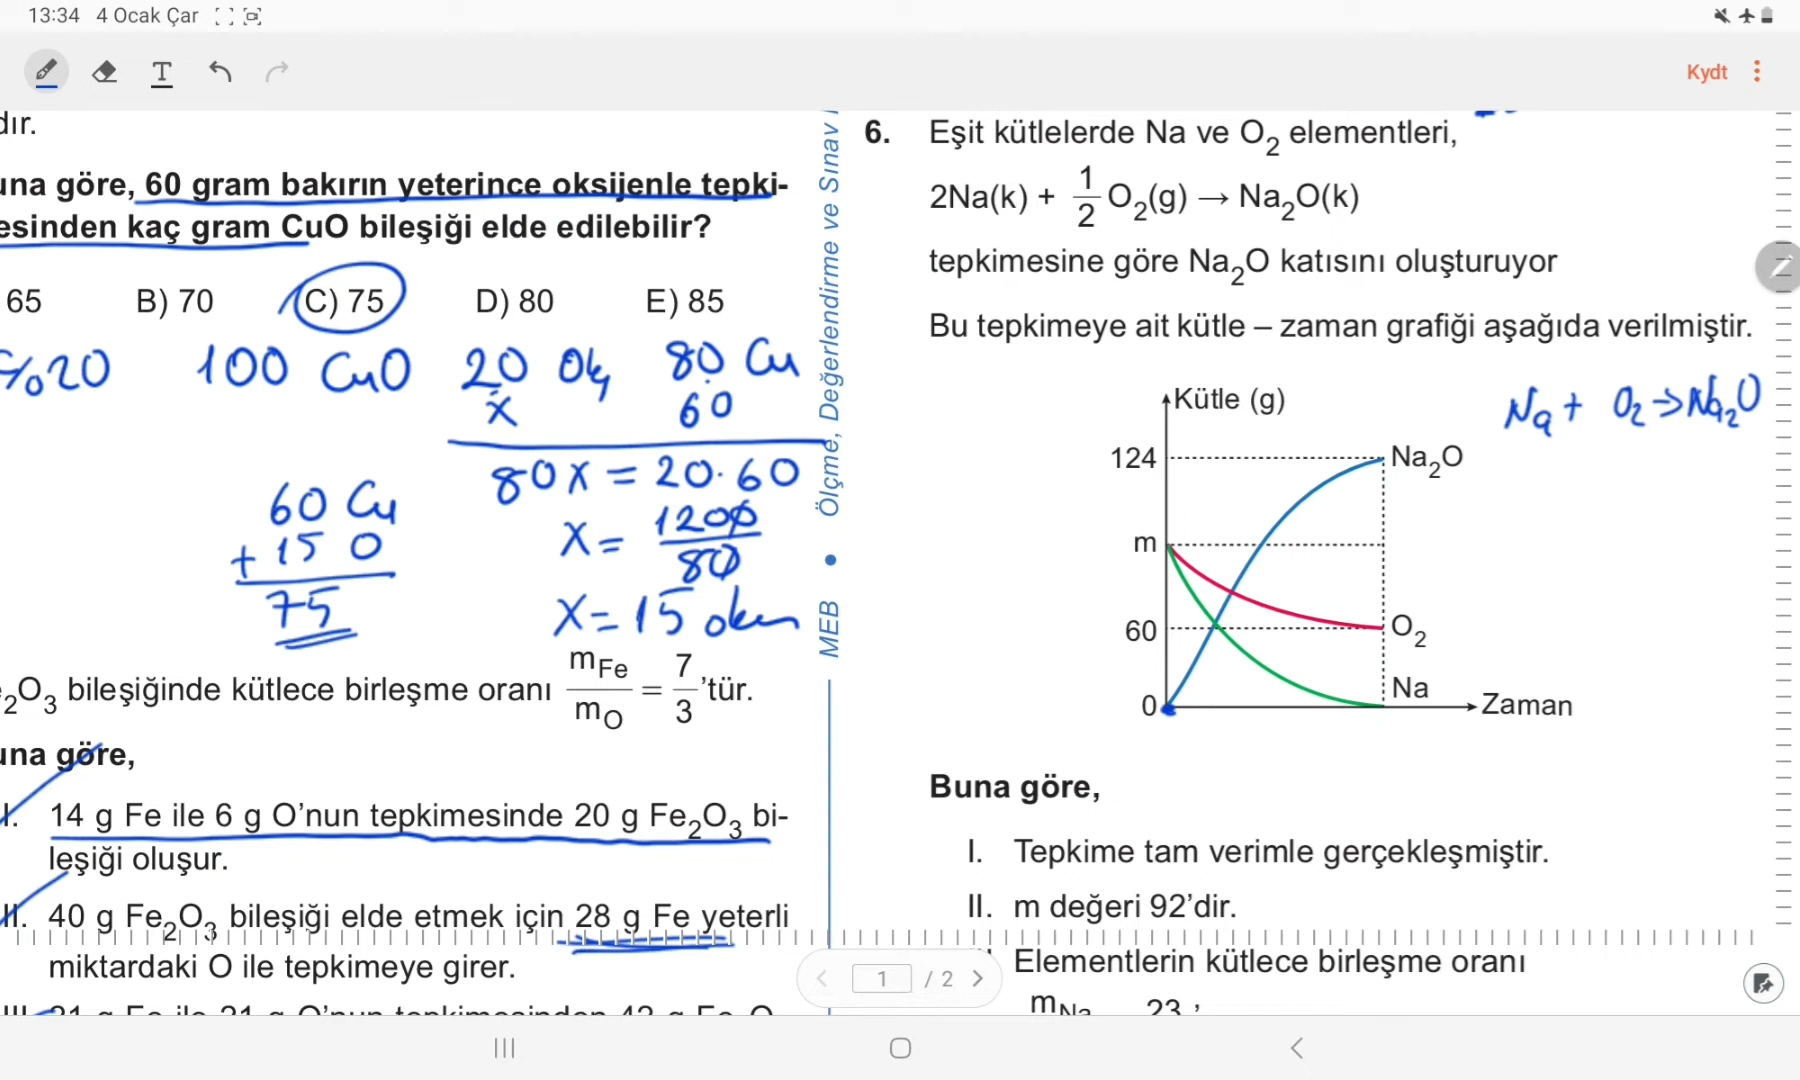 13:34 4 Ocak Çar
T
Kydt
dır.
una göre, 60 gram bakırın yeterince oksijenle tepki-
esinden kaç gram CuO bileşiği elde edilebilir?
65 B) 70 C) 75 D) 80 E) 85
%20 100 CuO 20 Ok 80 Cu
x 60
80x = 20.60
60 Cu
x = 1200/80
+ 15 O
75
x = 15 oksn
₂O₃ bileşiğinde kütlece birleşme oranı mFe/mO = 7/3 'tür.
una göre,
I. 14 g Fe ile 6 g O'nun tepkimesinde 20 g Fe₂O₃ bi-
leşiği oluşur.
II. 40 g Fe₂O₃ bileşiği elde etmek için 28 g Fe yeterli
miktardaki O ile tepkimeye girer.
MEB • Ölçme, Değerlendirme ve Sınav
6. Eşit kütlelerde Na ve O₂ elementleri,
2Na(k) + 1/2 O₂(g) → Na₂O(k)
tepkimesine göre Na₂O katısını oluşturuyor
Bu tepkimeye ait kütle – zaman grafiği aşağıda verilmiştir.
Na + O₂ → Na₂O
Kütle (g)
124 Na₂O
m
60 O₂
Na
0 Zaman
Buna göre,
I. Tepkime tam verimle gerçekleşmiştir.
II. m değeri 92'dir.
Elementlerin kütlece birleşme oranı
mNa 23 '
1 / 2